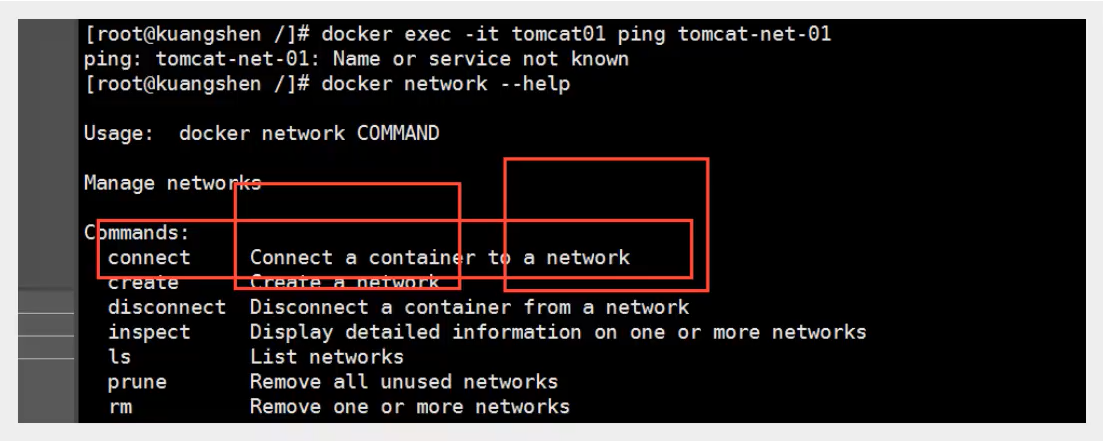 [root@kuangshen /]# docker exec -it tomcat01 ping tomcat-net-01
ping: tomcat-net-01: Name or service not known
[root@kuangshen /]# docker network --help
Usage:  docker network COMMAND
Manage networks
Commands:
  connect     Connect a container to a network
  create      Create a network
  disconnect  Disconnect a container from a network
  inspect     Display detailed information on one or more networks
  ls          List networks
  prune       Remove all unused networks
  rm          Remove one or more networks